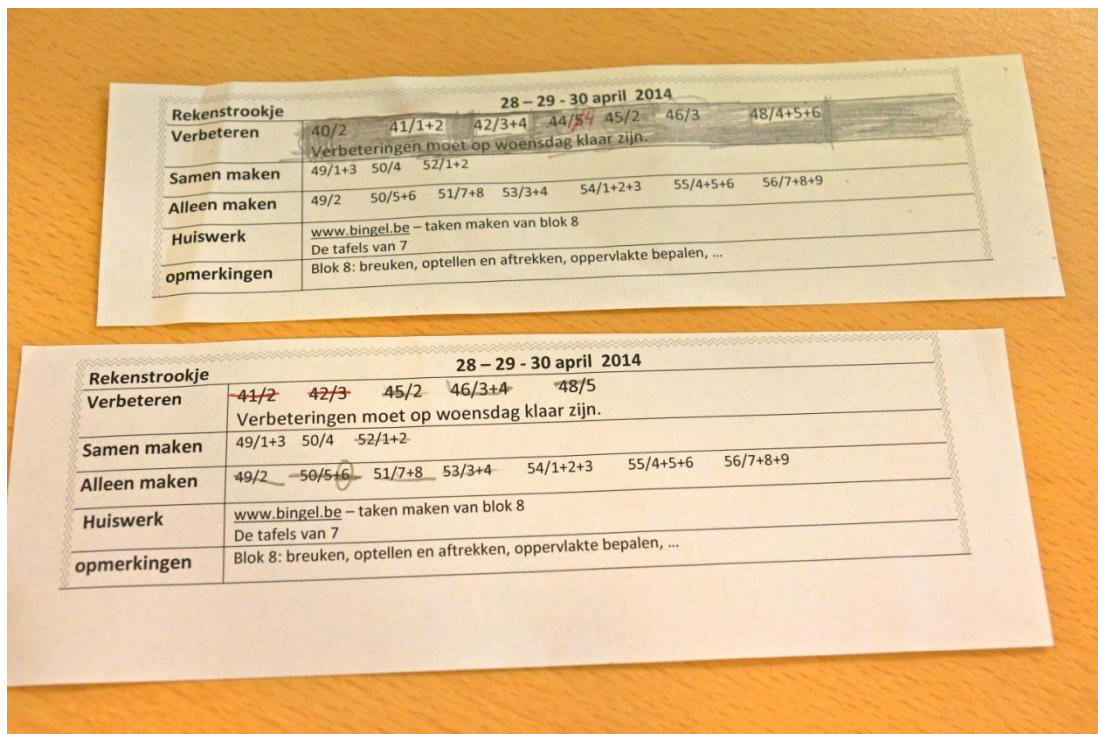 Rekenstrookje 28 – 29 - 30 april 2014
Verbeteren 40/2 41/1+2 42/3+4 44/5 4 45/2 46/3 48/4+5+6
Verbeteringen moet op woensdag klaar zijn.
Samen maken 49/1+3 50/4 52/1+2
Alleen maken 49/2 50/5+6 51/7+8 53/3+4 54/1+2+3 55/4+5+6 56/7+8+9
Huiswerk www.bingel.be – taken maken van blok 8
De tafels van 7
opmerkingen Blok 8: breuken, optellen en aftrekken, oppervlakte bepalen, ...
Rekenstrookje 28 – 29 - 30 april 2014
Verbeteren 41/2 42/3 45/2 46/3+4 48/5
Verbeteringen moet op woensdag klaar zijn.
Samen maken 49/1+3 50/4 52/1+2
Alleen maken 49/2 50/5+6 51/7+8 53/3+4 54/1+2+3 55/4+5+6 56/7+8+9
Huiswerk www.bingel.be – taken maken van blok 8
De tafels van 7
opmerkingen Blok 8: breuken, optellen en aftrekken, oppervlakte bepalen, ...